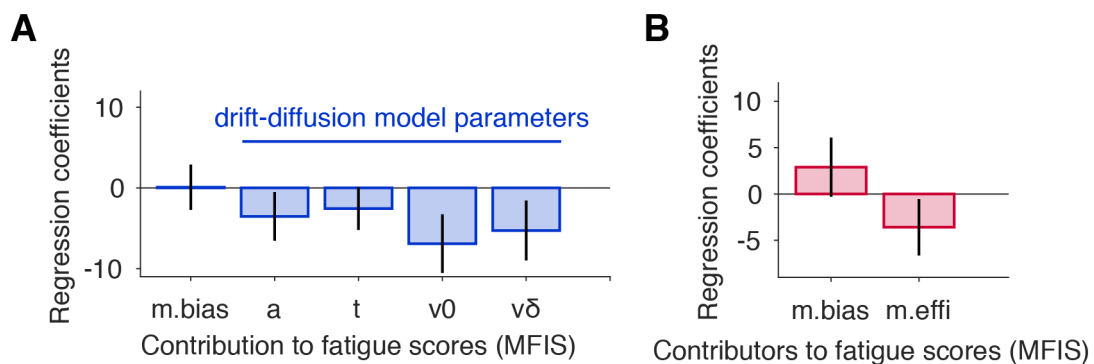 A
Regression coefficients
10
0
-10
drift-diffusion model parameters
m.bias a t v0 vδ
Contribution to fatigue scores (MFIS)
B
Regression coefficients
10
5
0
-5
m.bias m.effi
Contributors to fatigue scores (MFIS)